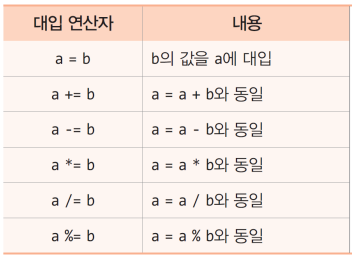 대입 연산자 내용
a = b b의 값을 a에 대입
a += b a = a + b와 동일
a -= b a = a - b와 동일
a *= b a = a * b와 동일
a /= b a = a / b와 동일
a %= b a = a % b와 동일